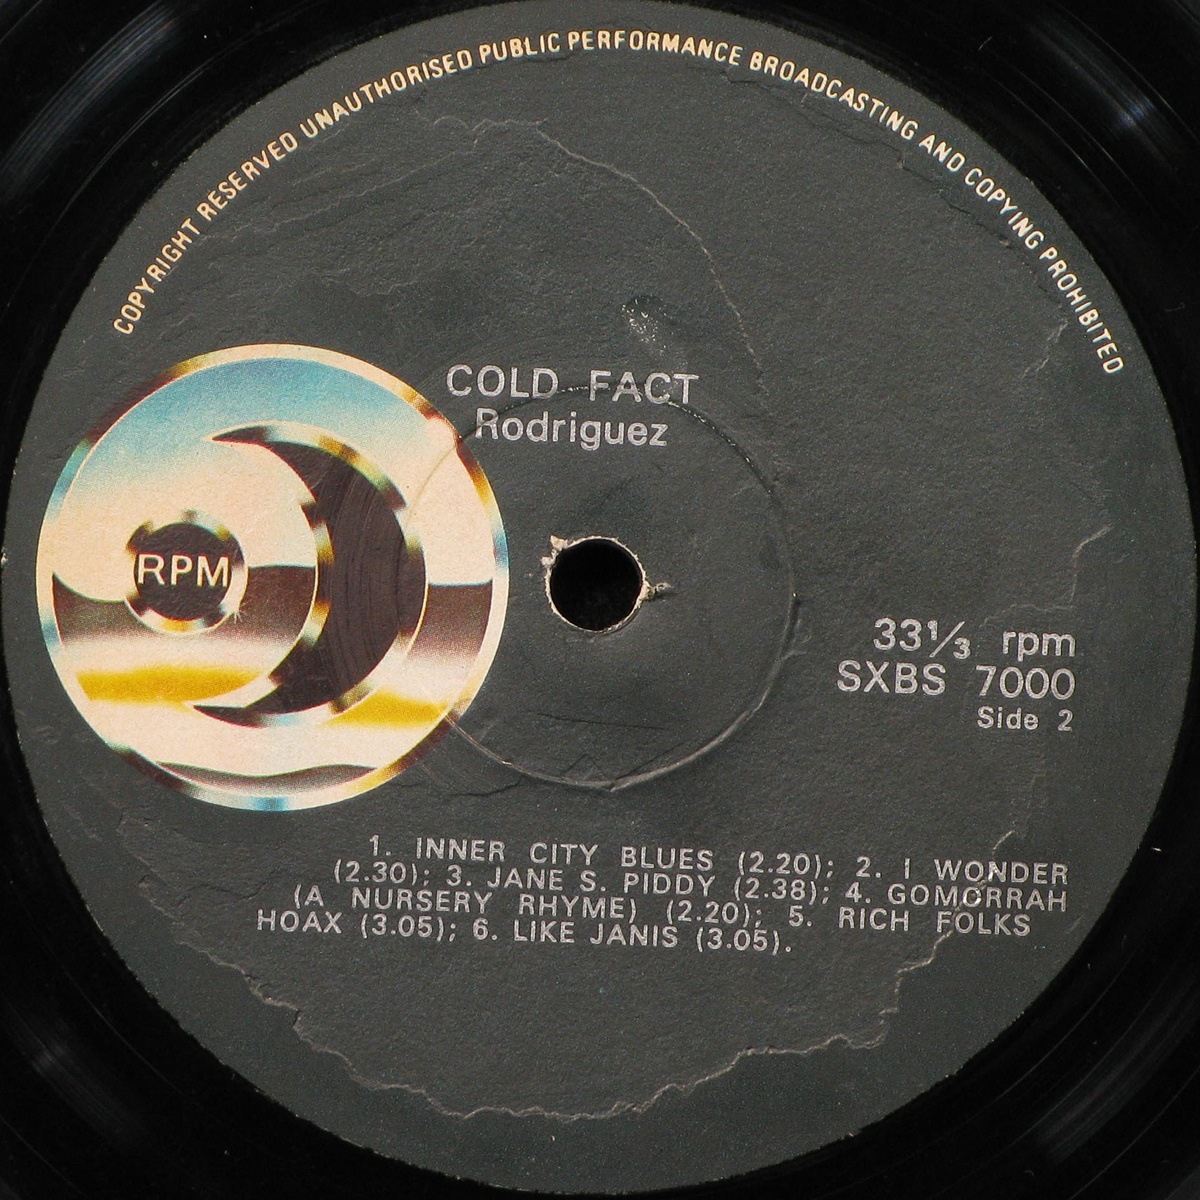 COPYRIGHT RESERVED UNAUTHORISED PUBLIC PERFORMANCE BROADCASTING AND COPYING PROHIBITED
COLD FACT
Rodriguez
RPM
33⅓ rpm
SXBS 7000
Side 2
1. INNER CITY BLUES (2.20); 2. I WONDER
(2.30); 3. JANE S. PIDDY (2.38); 4. GOMORRAH
(A NURSERY RHYME) (2.20); 5. RICH FOLKS
HOAX (3.05); 6. LIKE JANIS (3.05).